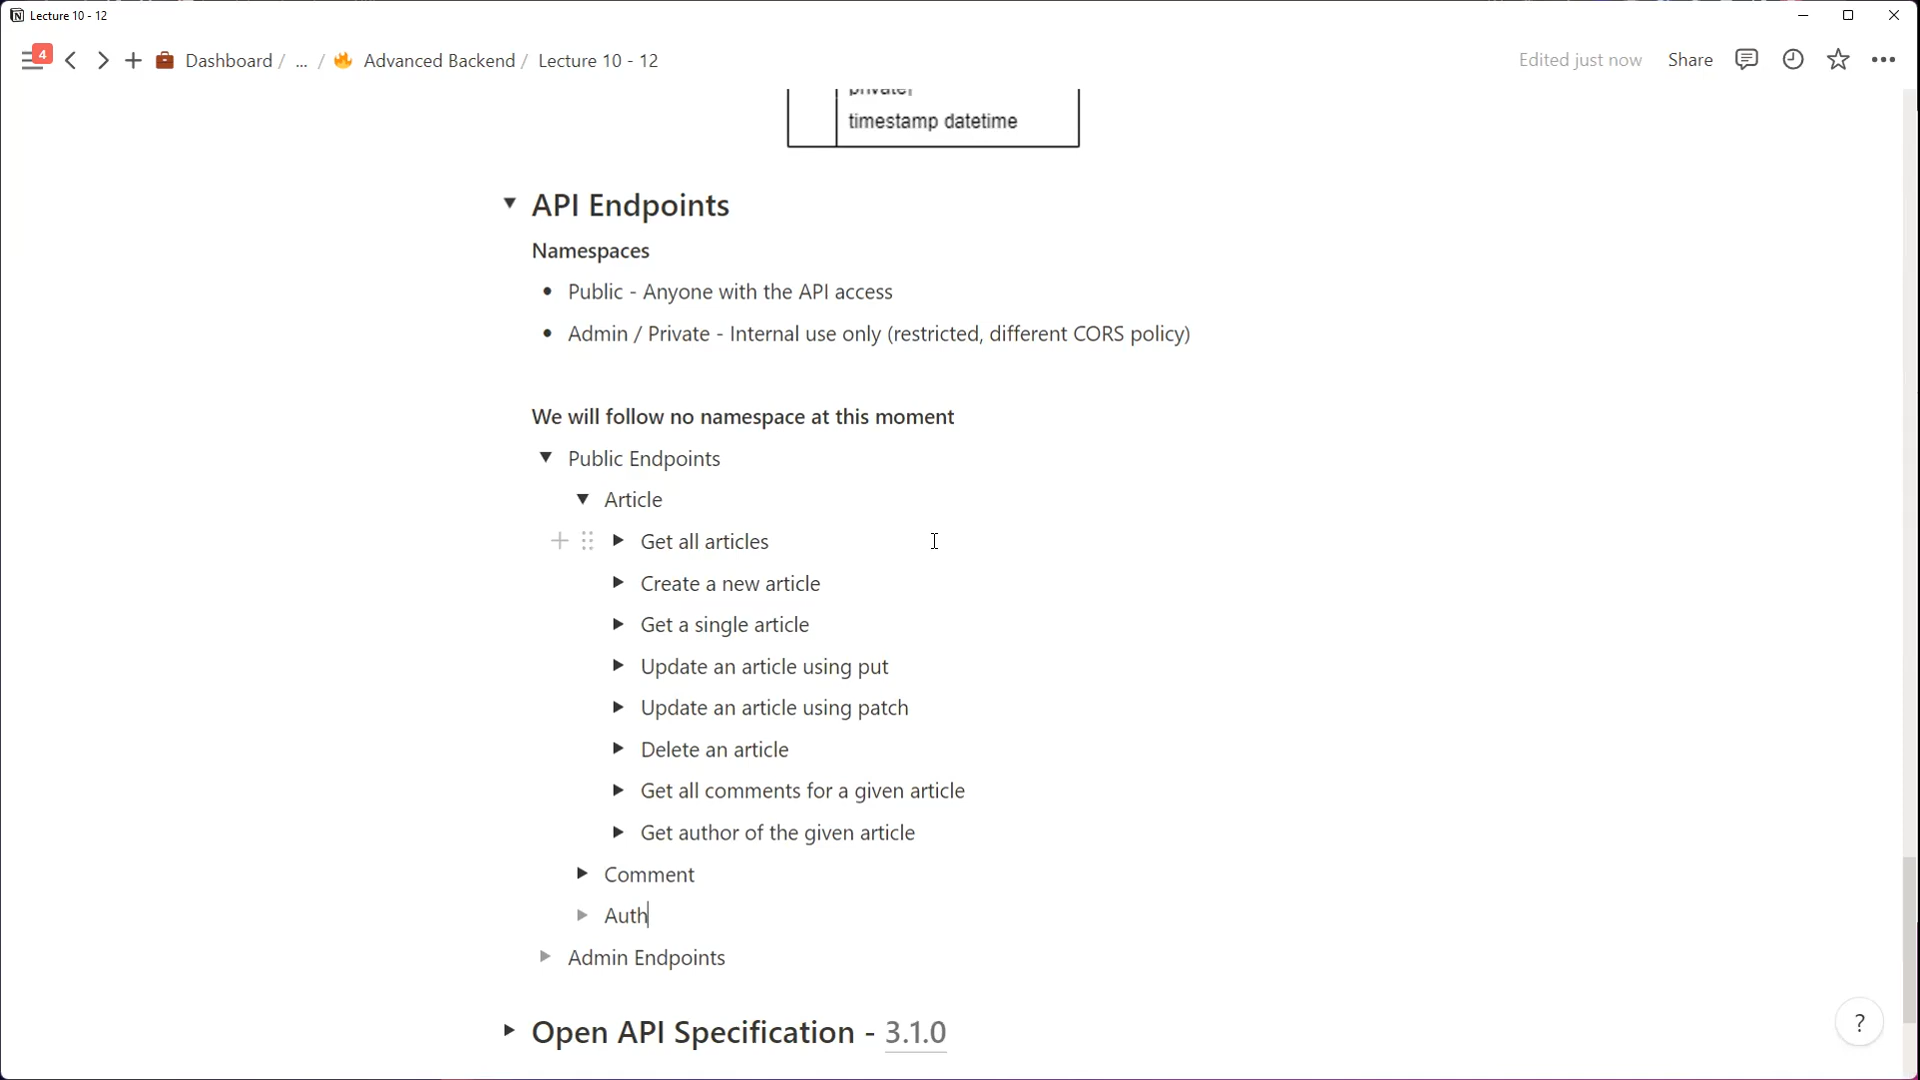 Lecture 10 - 12
4
Dashboard / ... / Advanced Backend / Lecture 10 - 12
Edited just now Share
timestamp datetime
API Endpoints
Namespaces
Public - Anyone with the API access
Admin / Private - Internal use only (restricted, different CORS policy)
We will follow no namespace at this moment
Public Endpoints
Article
Get all articles
Create a new article
Get a single article
Update an article using put
Update an article using patch
Delete an article
Get all comments for a given article
Get author of the given article
Comment
Auth
Admin Endpoints
Open API Specification - 3.1.0
?